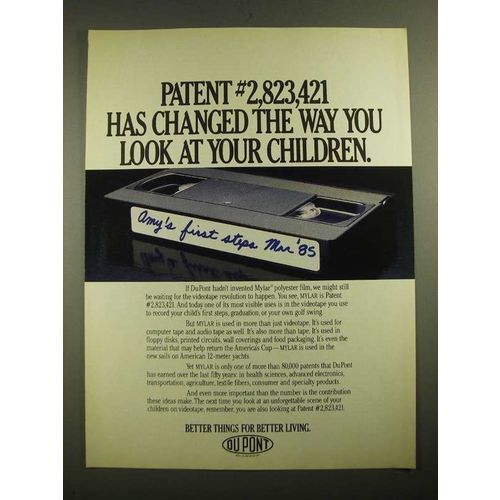 PATENT #2,823,421
HAS CHANGED THE WAY YOU
LOOK AT YOUR CHILDREN.
Amy's first steps Mar '85
If DuPont hadn't invented Mylar® polyester film, we might still
be waiting for the videotape revolution to happen. You see, MYLAR is Patent
#2,823,421. And today one of its most visible uses is in the videotape you use
to record your child's first steps, graduation, or your own golf swing.
But MYLAR is used in more than just videotape. It's used for
computer tape and audio tape as well. It's also more than tape. It's used in
floppy disks, printed circuits, wall coverings and food packaging. It's even the
material that may help return the America's Cup—MYLAR is used in
the new sails on American 12-meter yachts.
Yet MYLAR is only one of more than 80,000 patents that DuPont
has earned over the last fifty years: in health sciences, advanced electronics,
transportation, agriculture, textile fibers, consumer and specialty products.
And even more important than the number is the contribution
these ideas make. The next time you look at an unforgettable scene of your
children on videotape, remember, you are also looking at Patent #2,823,421.
BETTER THINGS FOR BETTER LIVING.
DU PONT